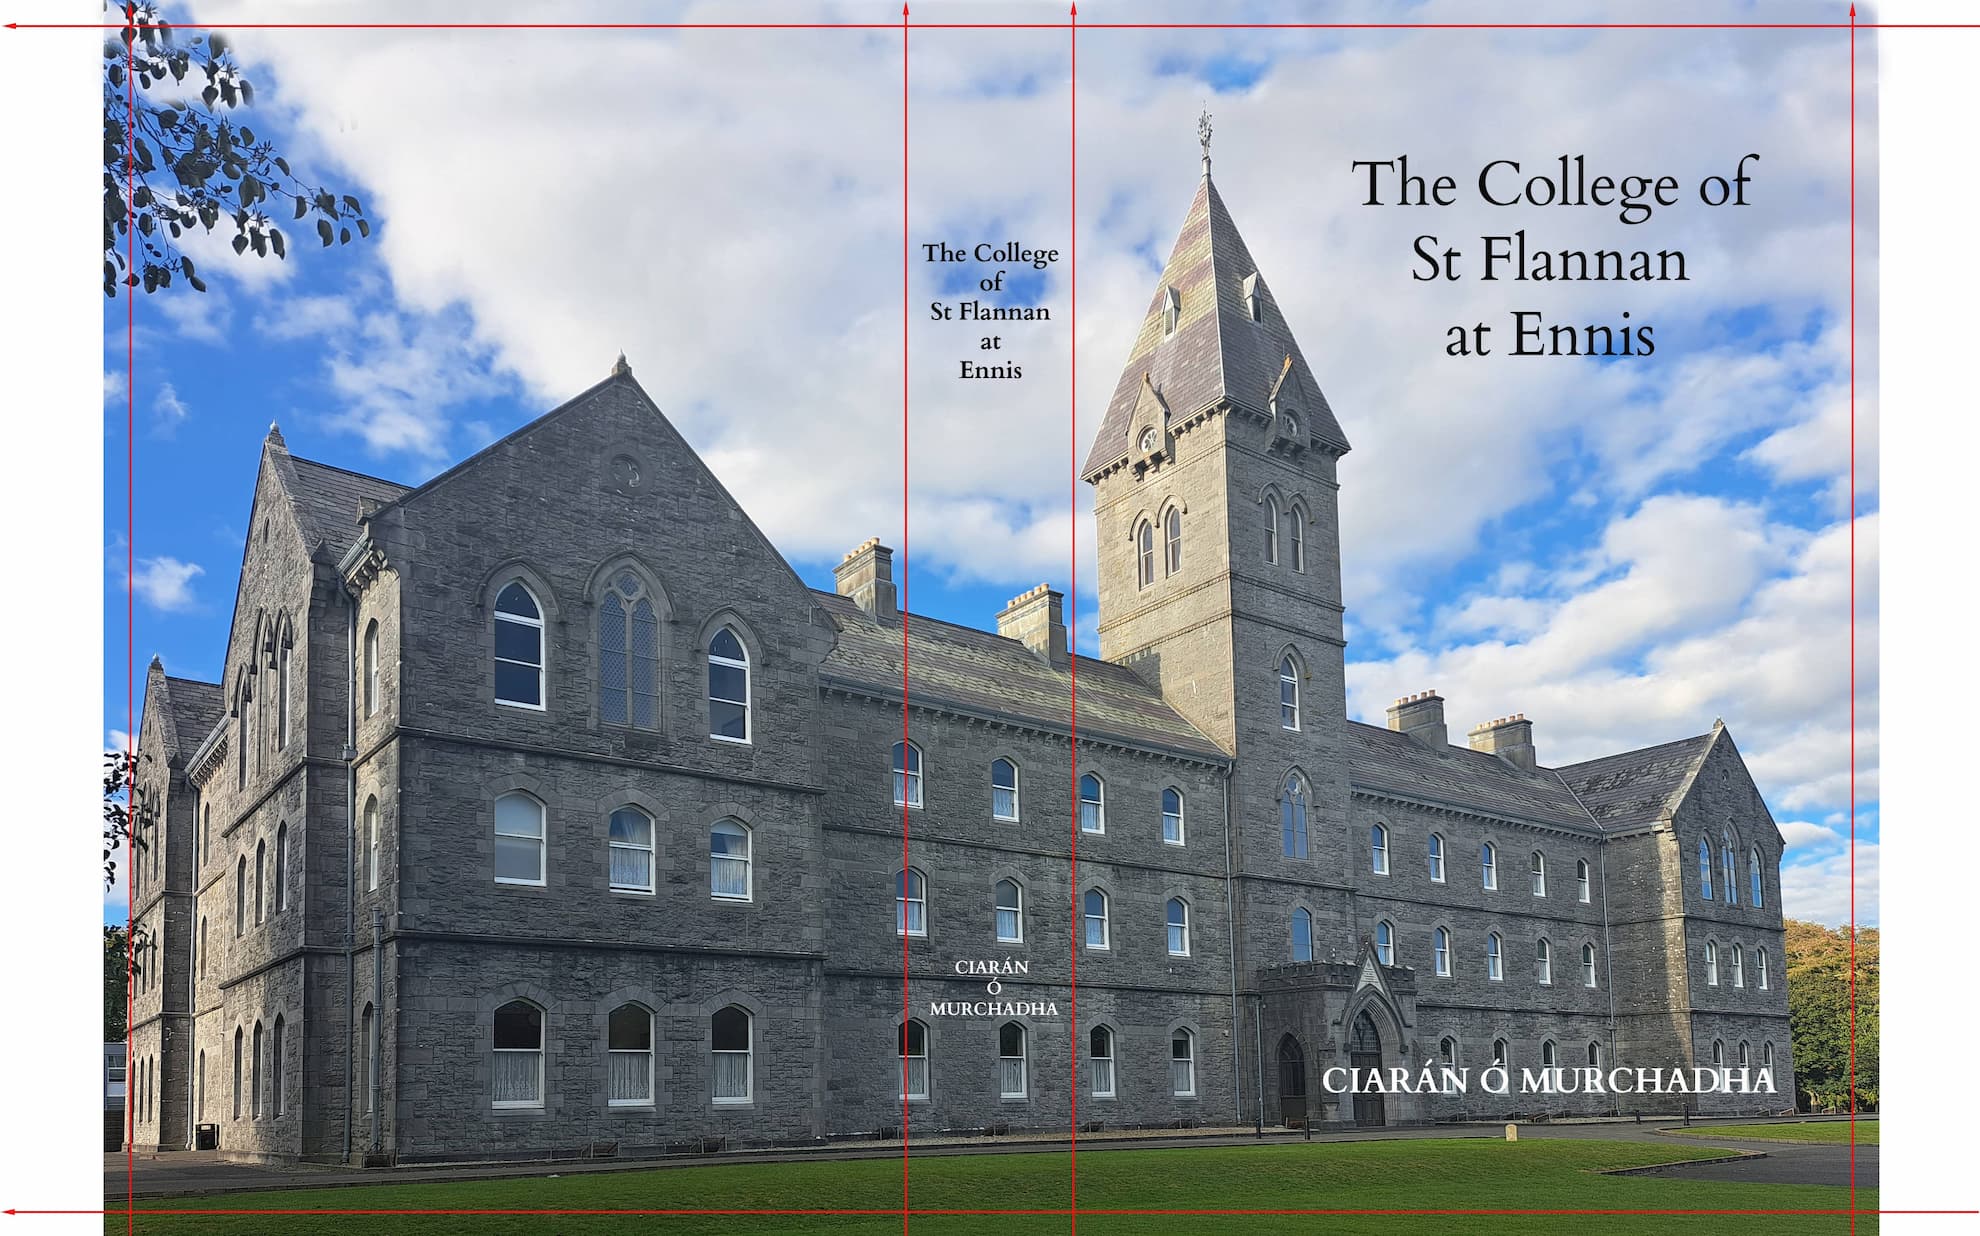 The College
of
St Flannan
at
Ennis
CIARÁN
Ó
MURCHADHA
The College of
St Flannan
at Ennis
CIARÁN Ó MURCHADHA